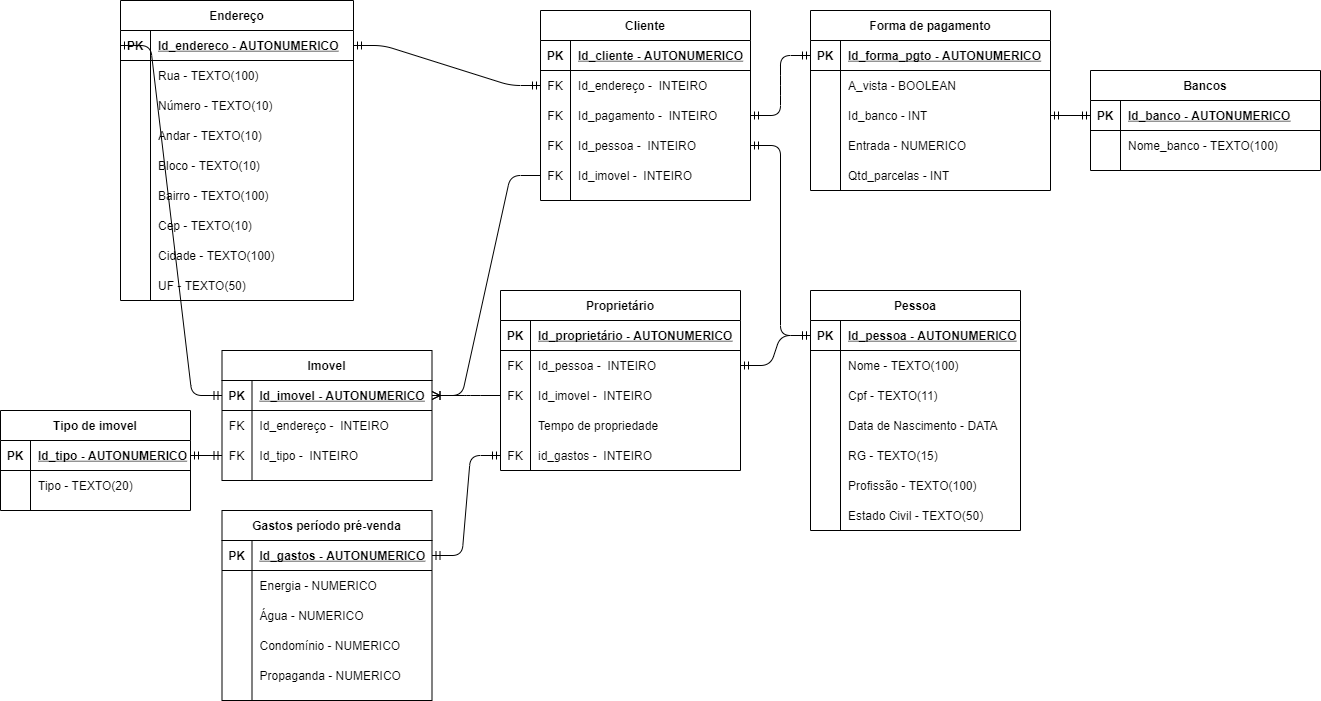 Endereço
PK Id_endereco - AUTONUMERICO
Rua - TEXTO(100)
Número - TEXTO(10)
Andar - TEXTO(10)
Bloco - TEXTO(10)
Bairro - TEXTO(100)
Cep - TEXTO(10)
Cidade - TEXTO(100)
UF - TEXTO(50)
Cliente
PK Id_cliente - AUTONUMERICO
FK Id_endereço - INTEIRO
FK Id_pagamento - INTEIRO
FK Id_pessoa - INTEIRO
FK Id_imovel - INTEIRO
Forma de pagamento
PK Id_forma_pgto - AUTONUMERICO
A_vista - BOOLEAN
Id_banco - INT
Entrada - NUMERICO
Qtd_parcelas - INT
Bancos
PK Id_banco - AUTONUMERICO
Nome_banco - TEXTO(100)
Proprietário
PK Id_proprietário - AUTONUMERICO
FK Id_pessoa - INTEIRO
FK Id_imovel - INTEIRO
Tempo de propriedade
FK id_gastos - INTEIRO
Pessoa
PK Id_pessoa - AUTONUMERICO
Nome - TEXTO(100)
Cpf - TEXTO(11)
Data de Nascimento - DATA
RG - TEXTO(15)
Profissão - TEXTO(100)
Estado Civil - TEXTO(50)
Imovel
PK Id_imovel - AUTONUMERICO
FK Id_endereço - INTEIRO
FK Id_tipo - INTEIRO
Tipo de imovel
PK Id_tipo - AUTONUMERICO
Tipo - TEXTO(20)
Gastos período pré-venda
PK Id_gastos - AUTONUMERICO
Energia - NUMERICO
Água - NUMERICO
Condomínio - NUMERICO
Propaganda - NUMERICO